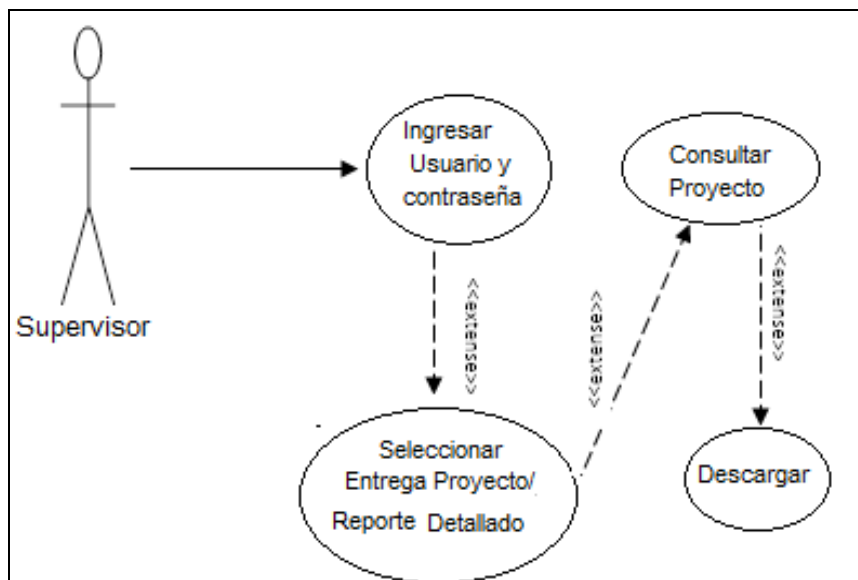 Ingresar
Usuario y
contraseña
Consultar
Proyecto
<<extense>>
<<extense>>
<<extense>>
Supervisor
Seleccionar
Entrega Proyecto/
Reporte Detallado
Descargar